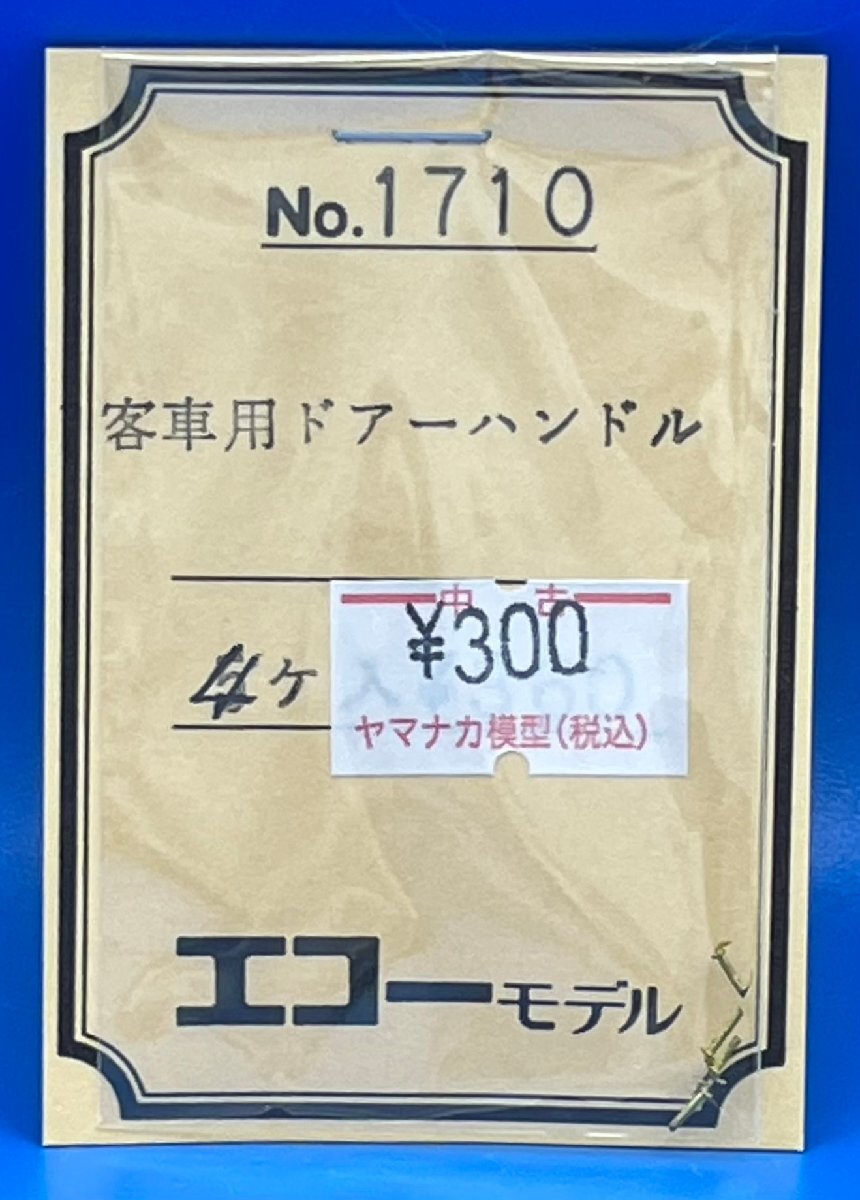 No.1710
客車用ドアーハンドル
中古
¥300
ケ
ヤマナカ模型(税込)
エコーモデル